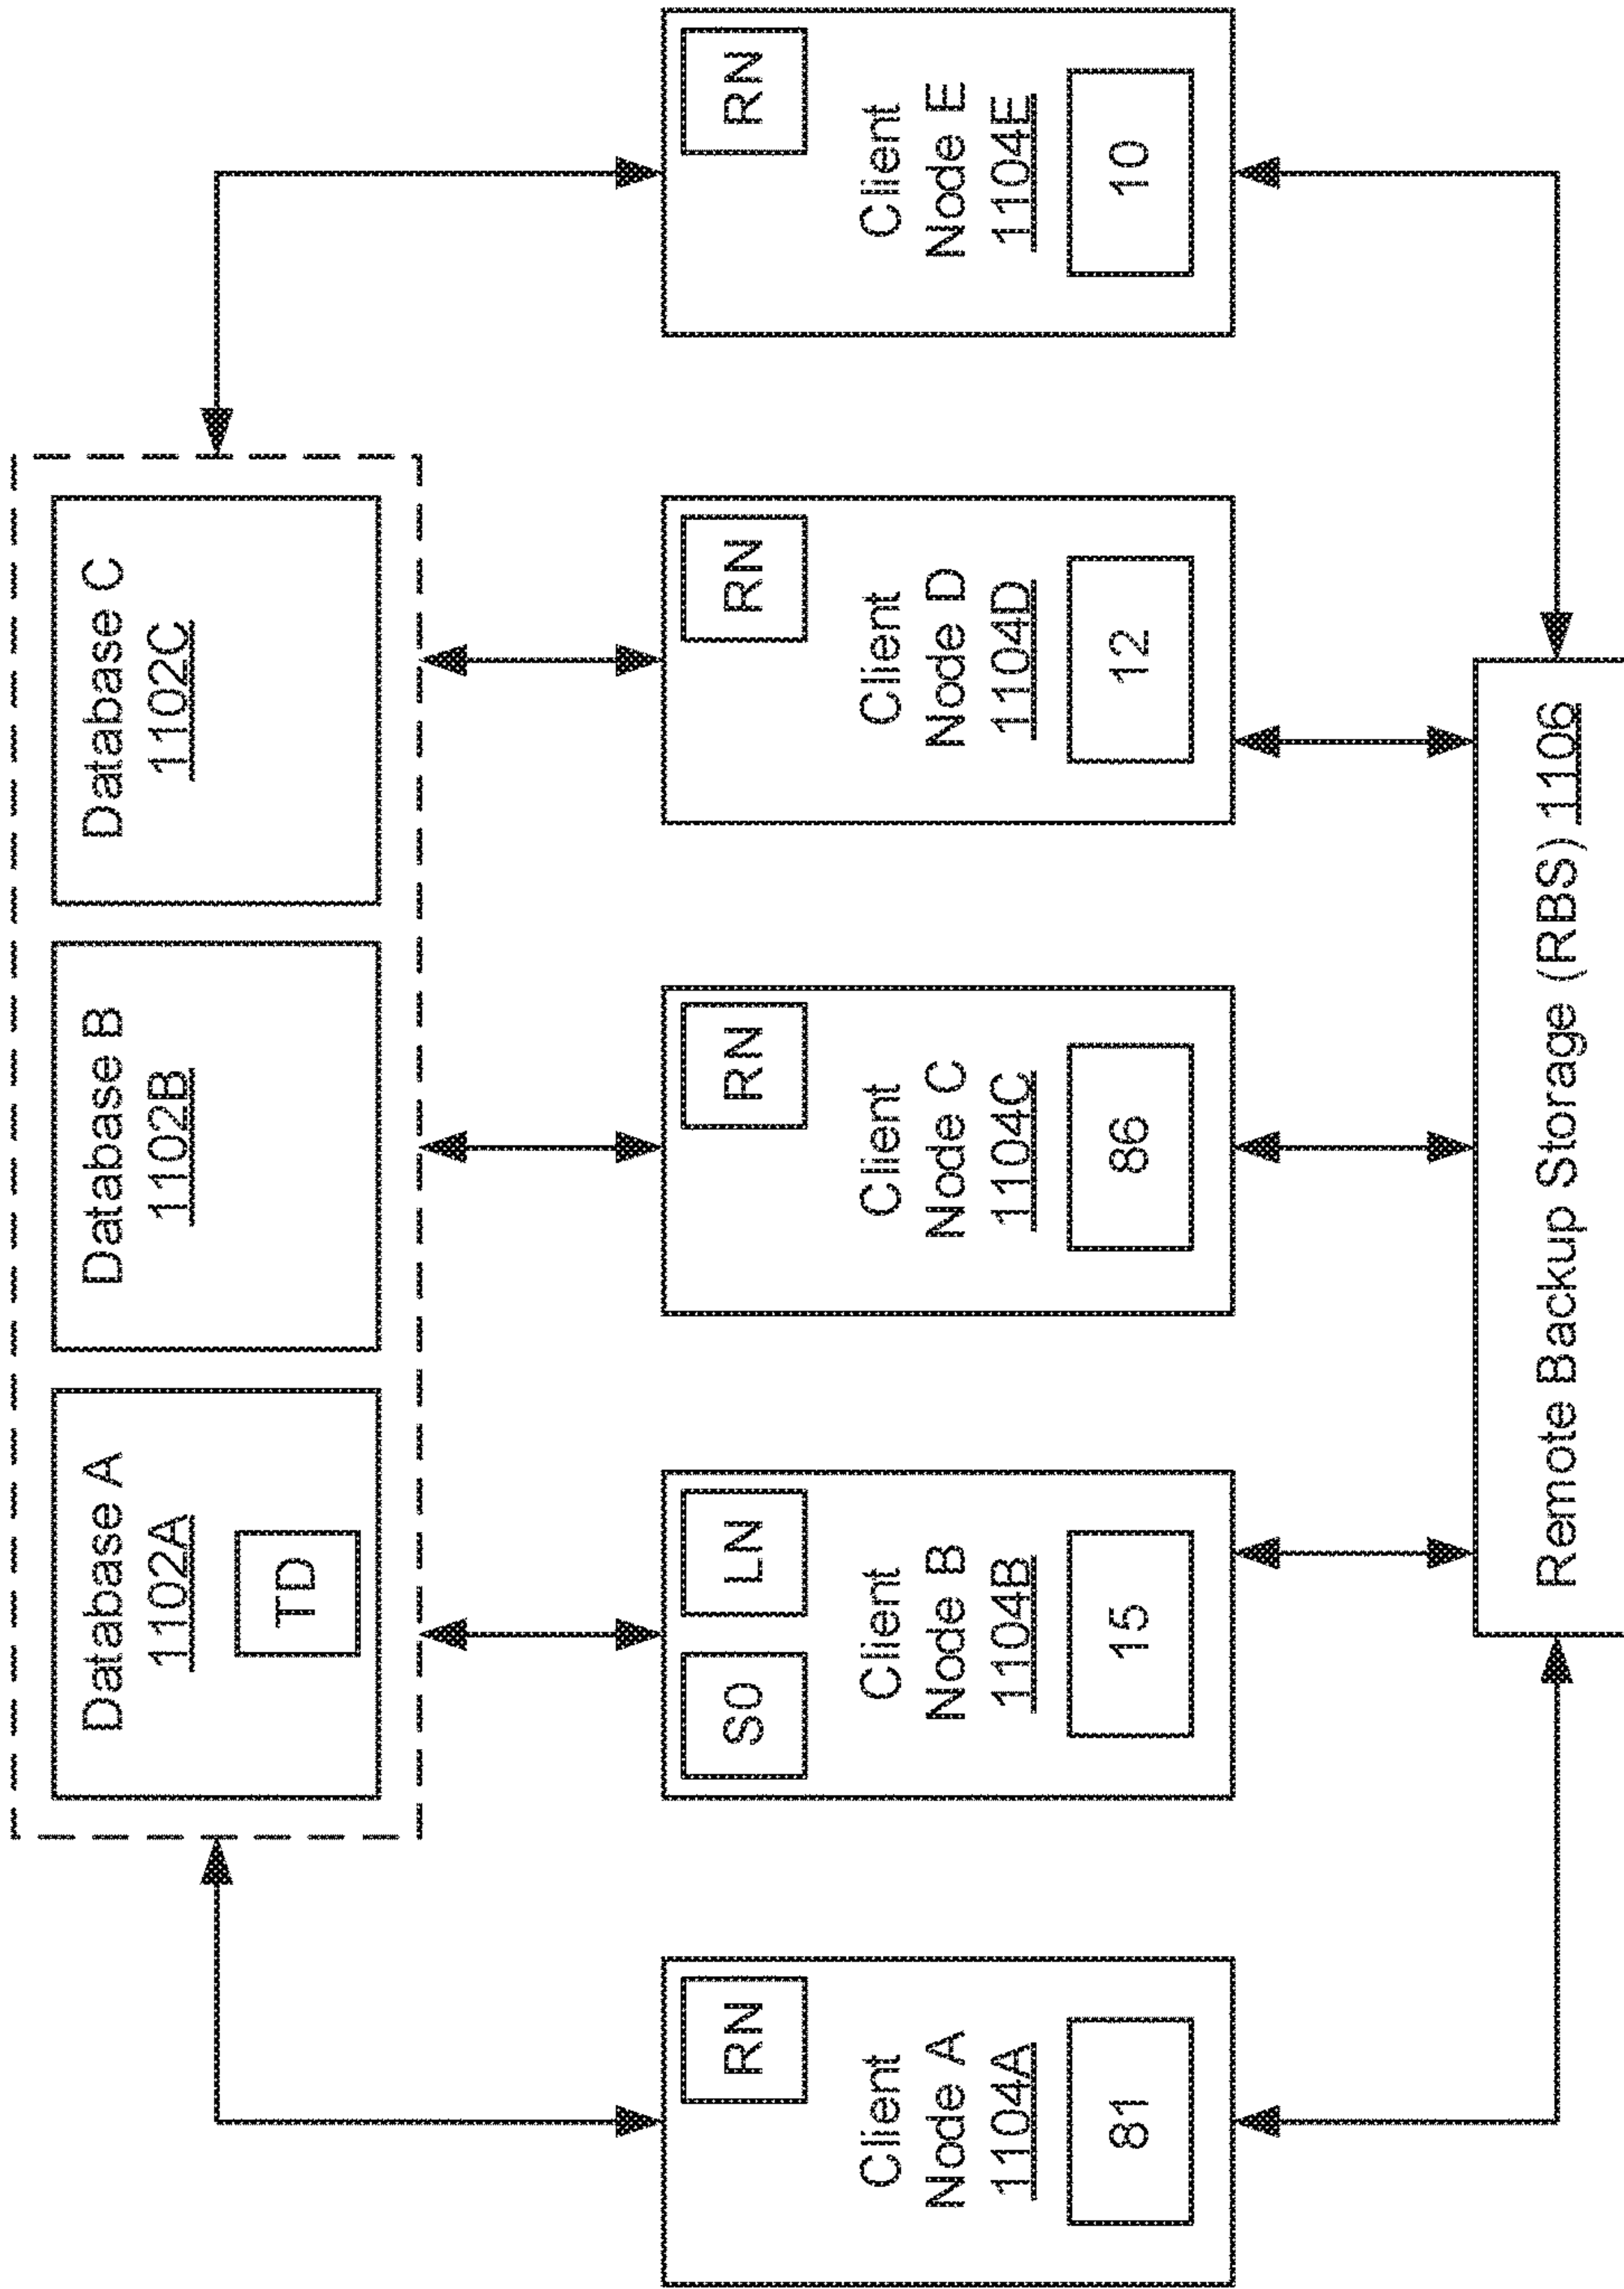 Database A
1102A
TD
Database B
1102B
Database C
1102C
RN
Client
Node A
1104A
81
S0
LN
Client
Node B
1104B
15
RN
Client
Node C
1104C
86
RN
Client
Node D
1104D
12
RN
Client
Node E
1104E
10
Remote Backup Storage (RBS) 1106